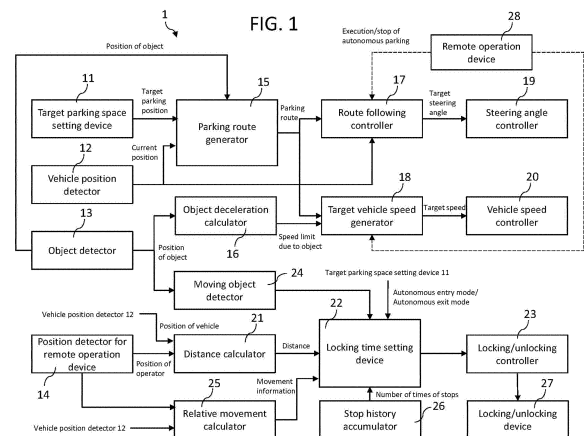 FIG. 1
1
28
Execution/stop of
autonomous parking
Remote operation
device
Position of object
11
Target parking space
setting device
Target
parking
position
15
Parking route
generator
Parking
route
17
Route following
controller
Target
steering
angle
19
Steering angle
controller
12
Vehicle position
detector
Current
position
13
Object detector
Position
of object
Object deceleration
calculator
16
Speed limit
due to object
18
Target vehicle speed
generator
Target speed
20
Vehicle speed
controller
24
Moving object
detector
Target parking space setting device 11
Autonomous entry mode/
Autonomous exit mode
Vehicle position detector 12
Position of vehicle
21
Distance calculator
Distance
22
Locking time setting
device
23
Locking/unlocking
controller
Position detector for
remote operation
device
14
Position of
operator
25
Relative movement
calculator
Movement
information
Vehicle position detector 12
Number of times of stops
Stop history
accumulator
26
27
Locking/unlocking
device